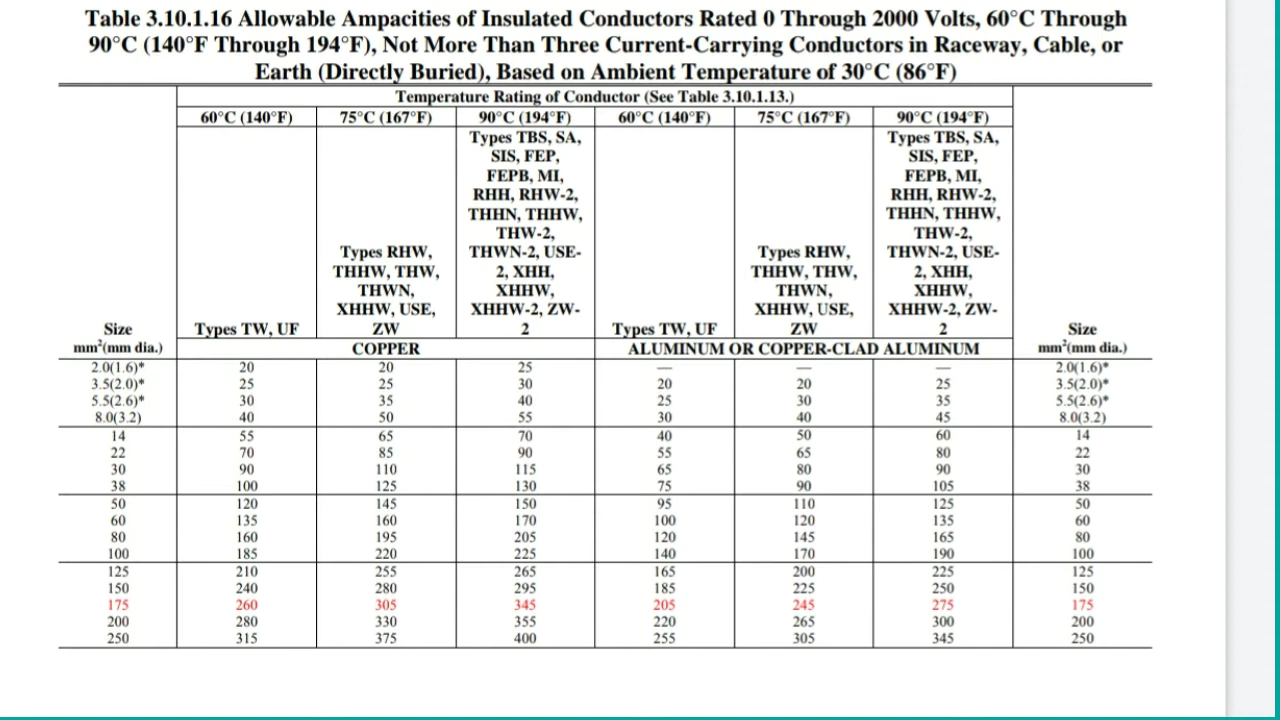 Table 3.10.1.16 Allowable Ampacities of Insulated Conductors Rated 0 Through 2000 Volts, 60°C Through
90°C (140°F Through 194°F), Not More Than Three Current-Carrying Conductors in Raceway, Cable, or
Earth (Directly Buried), Based on Ambient Temperature of 30°C (86°F)
Temperature Rating of Conductor (See Table 3.10.1.13.)
60°C (140°F) 75°C (167°F) 90°C (194°F) 60°C (140°F) 75°C (167°F) 90°C (194°F)
Types TBS, SA, Types TBS, SA,
SIS, FEP, SIS, FEP,
FEPB, MI, FEPB, MI,
RHH, RHW-2, RHH, RHW-2,
THHN, THHW, THHN, THHW,
THW-2, THW-2,
Types RHW, THWN-2, USE- Types RHW, THWN-2, USE-
THHW, THW, 2, XHH, THHW, THW, 2, XHH,
THWN, XHHW, THWN, XHHW,
XHHW, USE, XHHW-2, ZW- XHHW, USE, XHHW-2, ZW-
Size Types TW, UF ZW 2 Types TW, UF ZW 2 Size
mm²(mm dia.) COPPER ALUMINUM OR COPPER-CLAD ALUMINUM mm²(mm dia.)
2.0(1.6)* 20 20 25 — — — 2.0(1.6)*
3.5(2.0)* 25 25 30 20 20 25 3.5(2.0)*
5.5(2.6)* 30 35 40 25 30 35 5.5(2.6)*
8.0(3.2) 40 50 55 30 40 45 8.0(3.2)
14 55 65 70 40 50 60 14
22 70 85 90 55 65 80 22
30 90 110 115 65 80 90 30
38 100 125 130 75 90 105 38
50 120 145 150 95 110 125 50
60 135 160 170 100 120 135 60
80 160 195 205 120 145 165 80
100 185 220 225 140 170 190 100
125 210 255 265 165 200 225 125
150 240 280 295 185 225 250 150
175 260 305 345 205 245 275 175
200 280 330 355 220 265 300 200
250 315 375 400 255 305 345 250